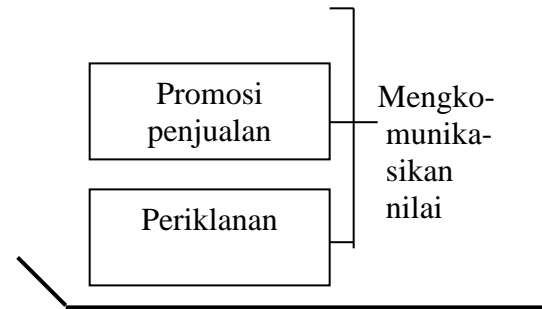 Promosi
penjualan
Mengko-
munika-
sikan
nilai
Periklanan